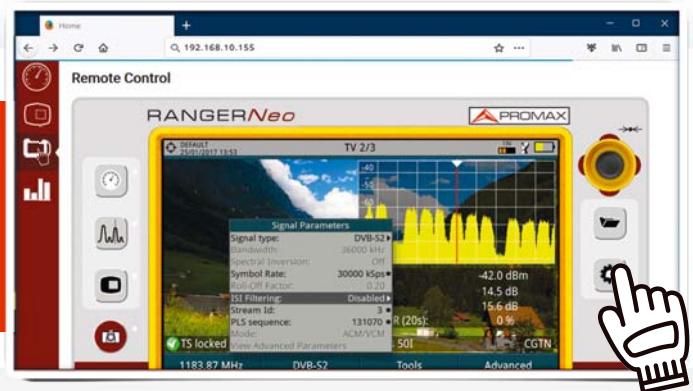 Home
192.168.10.155
Remote Control
RANGERNeo
PROMAX
DEFAULT
25/01/2017 13:53
TV 2/3
-40
-50
-60
Signal Parameters
Signal type: DVB-S2
Bandwidth: 36000 kHz
Spectral Inversion: Off
Symbol Rate: 30000 kSps
Roll-Off Factor: 0.20
ISI Filtering: Disabled
Stream Id: 3
PLS sequence: 131070
Mode: ACM/VCM
View Advanced Parameters
-42.0 dBm
14.5 dB
15.6 dB
R (20s): 0 %
TS locked
501
CGTN
1183.87 MHz DVB-S2 Tools Advanced